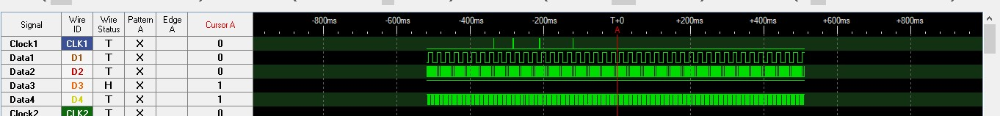 Signal Wire ID Wire Status Pattern A Edge A Cursor A -800ms -600ms -400ms -200ms T+0 +200ms +400ms +600ms +800ms
A
Clock1 CLK1 T X 0
Data1 D1 T X 0
Data2 D2 T X 0
Data3 D3 H X 1
Data4 D4 T X 1
Clock2 CLK2 T X 0